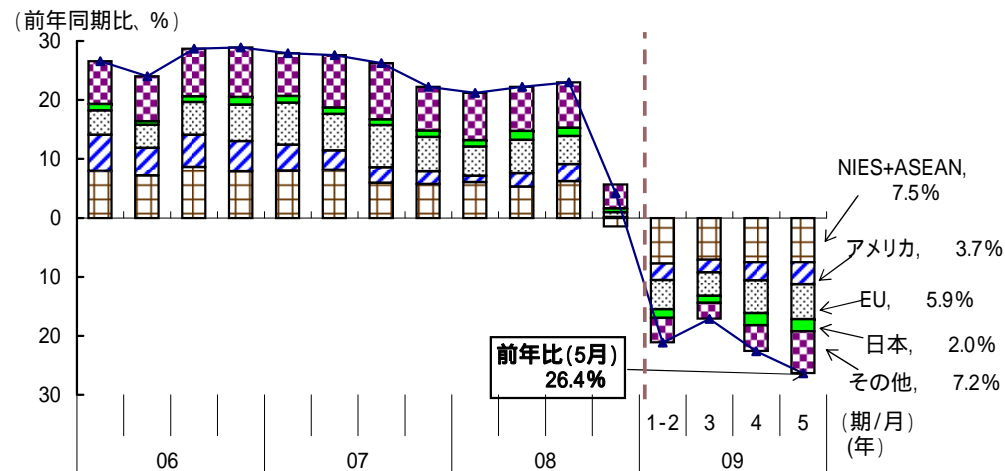 (前年同期比、%)
30
20
10
0
10
20
30
NIES+ASEAN,
7.5%
アメリカ, 3.7%
EU, 5.9%
日本, 2.0%
その他, 7.2%
前年比(5月)
26.4%
1-2 3 4 5 (期/月)
06 07 08 09 (年)